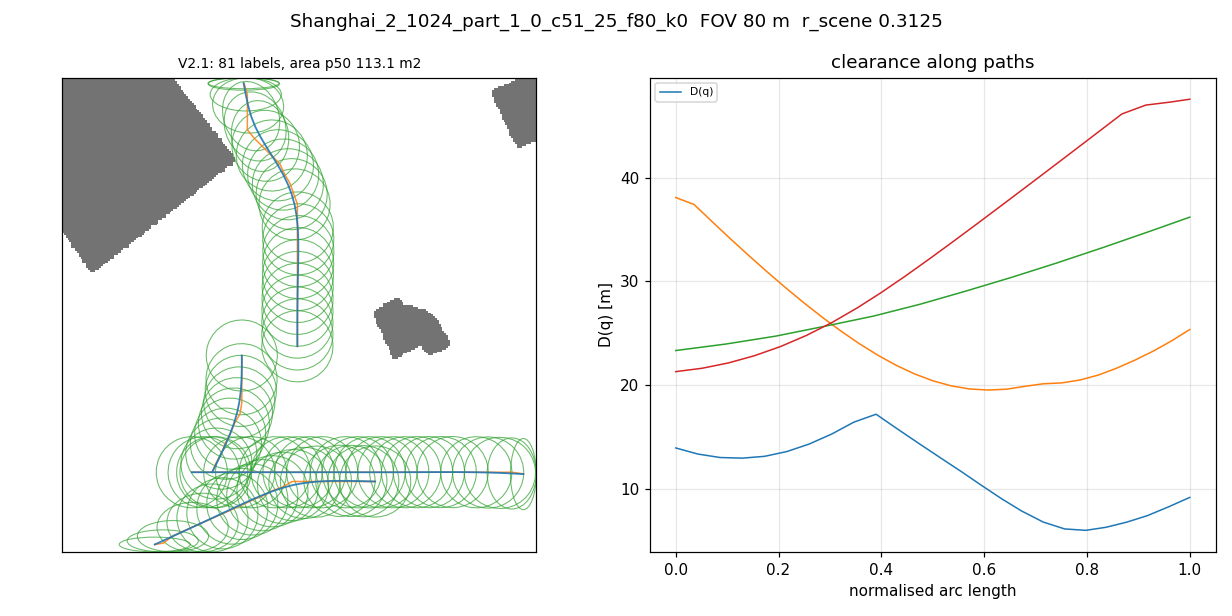 Shanghai_2_1024_part_1_0_c51_25_f80_k0  FOV 80 m  r_scene 0.3125
V2.1: 81 labels, area p50 113.1 m2
clearance along paths
D(q)
40
30
20
10
D(q) [m]
0.0 0.2 0.4 0.6 0.8 1.0
normalised arc length